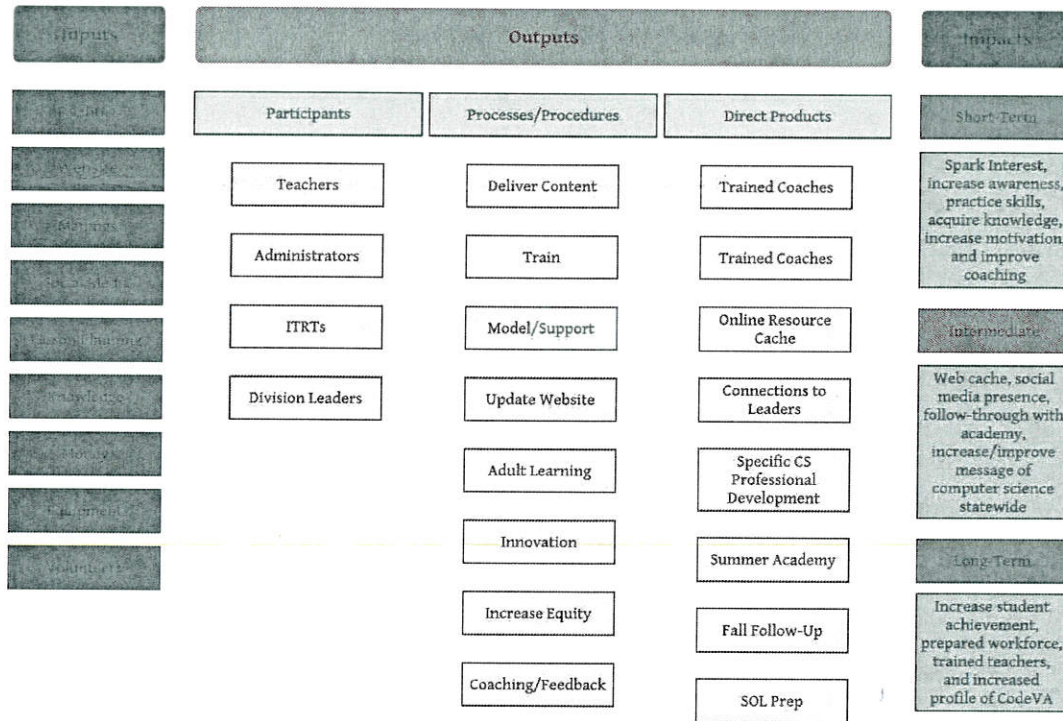 Inputs
Outputs
Impacts
Participants
Processes/Procedures
Direct Products
Short-Term
Teachers
Deliver Content
Trained Coaches
Spark Interest,
increase awareness,
practice skills,
acquire knowledge,
increase motivation
and improve
coaching
Administrators
Train
Trained Coaches
ITRTs
Model/Support
Online Resource
Cache
Intermediate
Knowledge
Division Leaders
Update Website
Connections to
Leaders
Web cache, social
media presence,
follow-through with
academy,
increase/improve
message of
computer science
statewide
Adult Learning
Specific CS
Professional
Development
Equipment
Innovation
Volunteers
Summer Academy
Long-Term
Increase Equity
Fall Follow-Up
Increase student
achievement,
prepared workforce,
trained teachers,
and increased
profile of CodeVA
Coaching/Feedback
SOL Prep